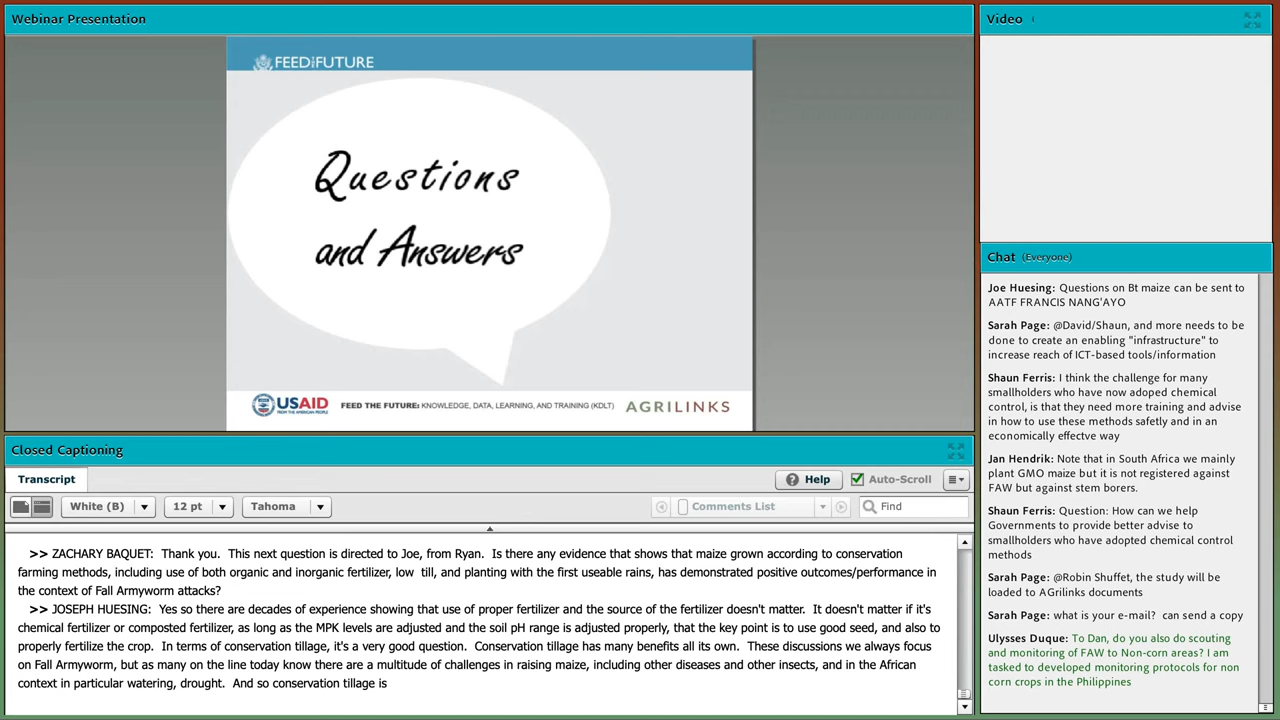 Webinar Presentation
FEED THE FUTURE
Questions
and Answers
USAID
FROM THE AMERICAN PEOPLE
FEED THE FUTURE: KNOWLEDGE, DATA, LEARNING, AND TRAINING (KDLT)
AGRILINKS
Closed Captioning
Transcript
Help
Auto-Scroll
White (B)
12 pt
Tahoma
Comments List
Find
>> ZACHARY BAQUET: Thank you. This next question is directed to Joe, from Ryan. Is there any evidence that shows that maize grown according to conservation
farming methods, including use of both organic and inorganic fertilizer, low till, and planting with the first useable rains, has demonstrated positive outcomes/performance in
the context of Fall Armyworm attacks?
>> JOSEPH HUESING: Yes so there are decades of experience showing that use of proper fertilizer and the source of the fertilizer doesn't matter. It doesn't matter if it's
chemical fertilizer or composted fertilizer, as long as the MPK levels are adjusted and the soil pH range is adjusted properly, that the key point is to use good seed, and also to
properly fertilize the crop. In terms of conservation tillage, it's a very good question. Conservation tillage has many benefits all its own. These discussions we always focus
on Fall Armyworm, but as many on the line today know there are a multitude of challenges in raising maize, including other diseases and other insects, and in the African
context in particular watering, drought. And so conservation tillage is
Video
Chat (Everyone)
Joe Huesing: Questions on Bt maize can be sent to
AATF FRANCIS NANG'AYO
Sarah Page: @David/Shaun, and more needs to be
done to create an enabling "infrastructure" to
increase reach of ICT-based tools/information
Shaun Ferris: I think the challenge for many
smallholders who have now adopted chemical
control, is that they need more training and advise
in how to use these methods safetly and in an
economically effectve way
Jan Hendrik: Note that in South Africa we mainly
plant GMO maize but it is not registered against
FAW but against stem borers.
Shaun Ferris: Question: How can we help
Governments to provide better advise to
smallholders who have adopted chemical control
methods
Sarah Page: @Robin Shuffet, the study will be
loaded to AGrilinks documents
Sarah Page: what is your e-mail? can send a copy
Ulysses Duque: To Dan, do you also do scouting
and monitoring of FAW to Non-corn areas? I am
tasked to developed monitoring protocols for non
corn crops in the Philippines